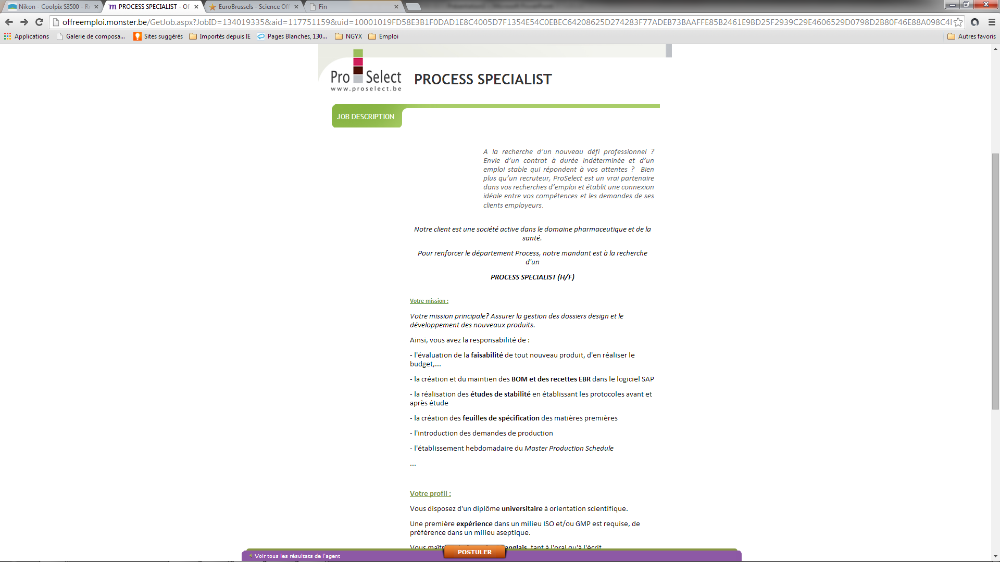 Nikon - Coolpix S3500 - R
PROCESS SPECIALIST - Of
EuroBrussels - Science Off
Fin
offreemploi.monster.be/GetJob.aspx?JobID=134019335&aid=117751159&uid=10001019FD58E3B1F0DAD1E8C4005D7F1354E54C0EBEC64208625D274283F77ADEB73BAAFFE85B2461E9BD25F2939C29E4606529D0798D2B80F46E88A098C4I
Applications
Galerie de composa...
Sites suggérés
Importés depuis IE
Pages Blanches, 130...
NGYX
Emploi
Autres favoris
Pro Select
www.proselect.be
PROCESS SPECIALIST
JOB DESCRIPTION
A la recherche d’un nouveau défi professionnel ?
Envie d’un contrat à durée indéterminée et d’un
emploi stable qui répondent à vos attentes ? Bien
plus qu’un recruteur, ProSelect est un vrai partenaire
dans vos recherches d’emploi et établit une connexion
idéale entre vos compétences et les demandes de ses
clients employeurs.
Notre client est une société active dans le domaine pharmaceutique et de la
santé.
Pour renforcer le département Process, notre mandant est à la recherche
d'un
PROCESS SPECIALIST (H/F)
Votre mission :
Votre mission principale? Assurer la gestion des dossiers design et le
développement des nouveaux produits.
Ainsi, vous avez la responsabilité de :
- l'évaluation de la faisabilité de tout nouveau produit, d'en réaliser le
budget,...
- la création et du maintien des BOM et des recettes EBR dans le logiciel SAP
- la réalisation des études de stabilité en établissant les protocoles avant et
après étude
- la création des feuilles de spécification des matières premières
- l'introduction des demandes de production
- l'établissement hebdomadaire du Master Production Schedule
...
Votre profil :
Vous disposez d'un diplôme universitaire à orientation scientifique.
Une première expérience dans un milieu ISO et/ou GMP est requise, de
préférence dans un milieu aseptique.
Vous tant à l'oral qu'à l'écrit
Voir tous les résultats de l'agent
POSTULER